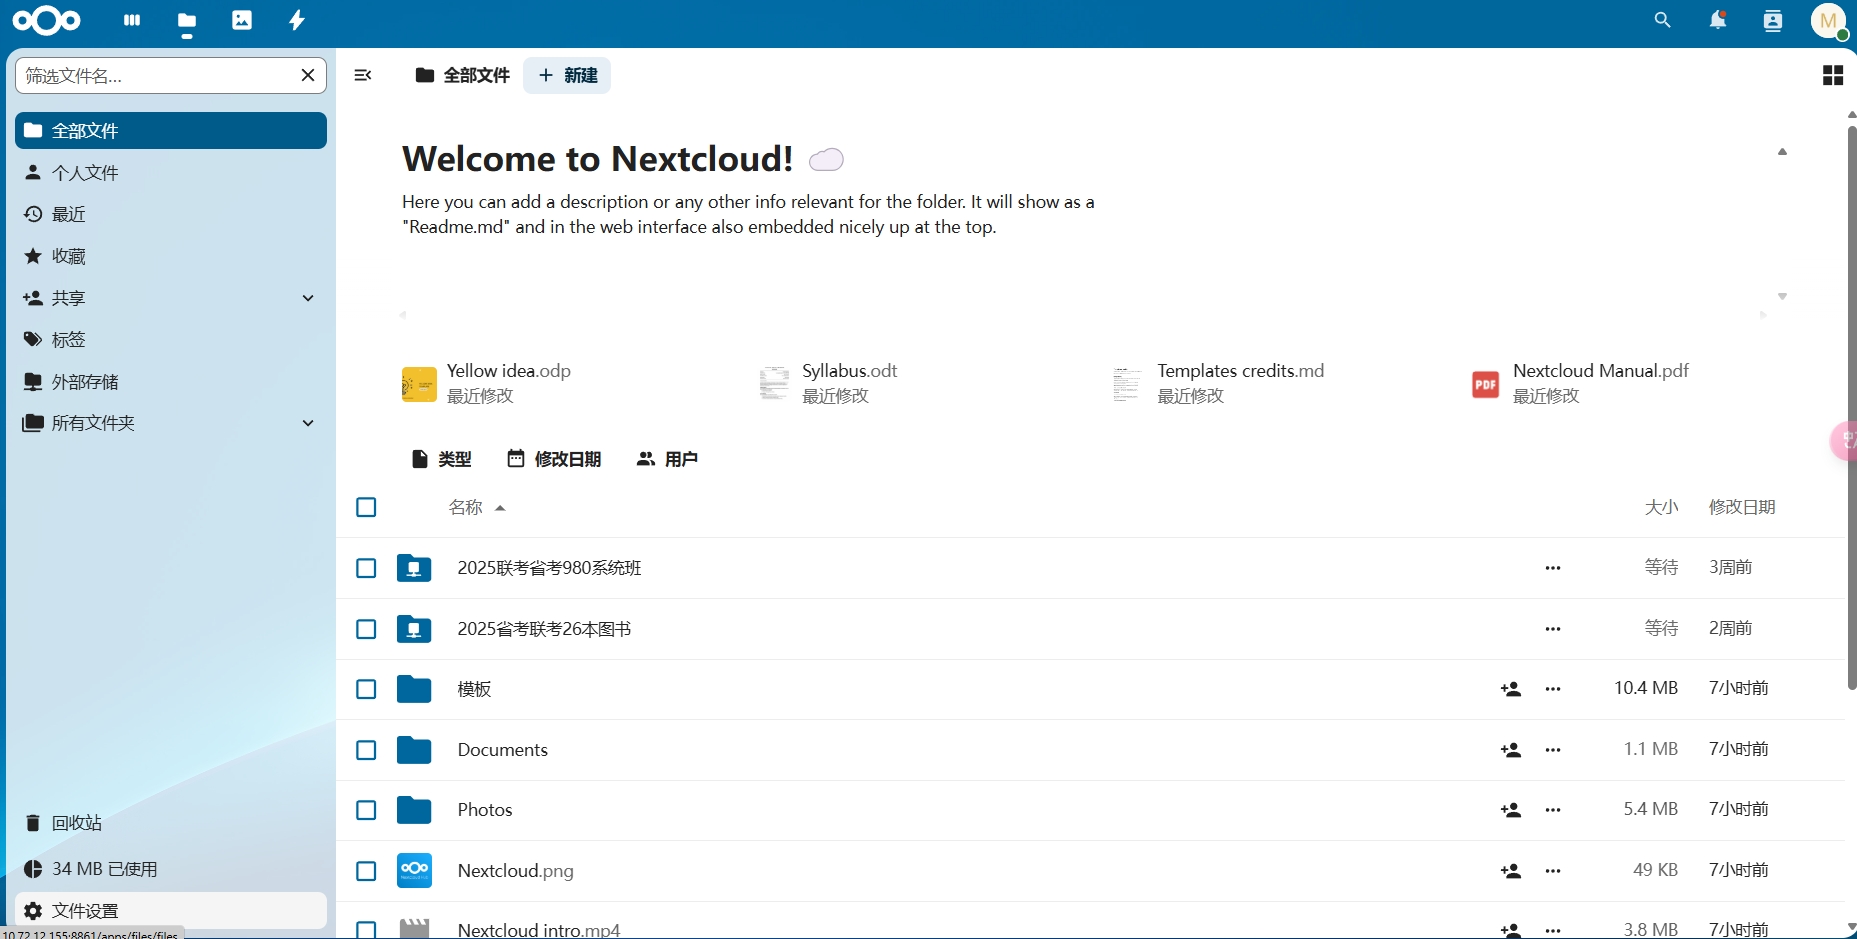 M
筛选文件名...
全部文件
个人文件
最近
收藏
共享
标签
外部存储
所有文件夹
回收站
34 MB 已使用
文件设置
10.72.12.155:8861/apps/files/files
全部文件
新建
Welcome to Nextcloud!
Here you can add a description or any other info relevant for the folder. It will show as a
"Readme.md" and in the web interface also embedded nicely up at the top.
Yellow idea.odp
最近修改
Syllabus.odt
最近修改
Templates credits.md
最近修改
PDF
Nextcloud Manual.pdf
最近修改
类型 修改日期 用户
名称 大小 修改日期
2025联考省考980系统班 等待 3周前
2025省考联考26本图书 等待 2周前
模板 10.4 MB 7小时前
Documents 1.1 MB 7小时前
Photos 5.4 MB 7小时前
Nextcloud.png 49 KB 7小时前
Nextcloud intro.mp4 3.8 MB 7小时前